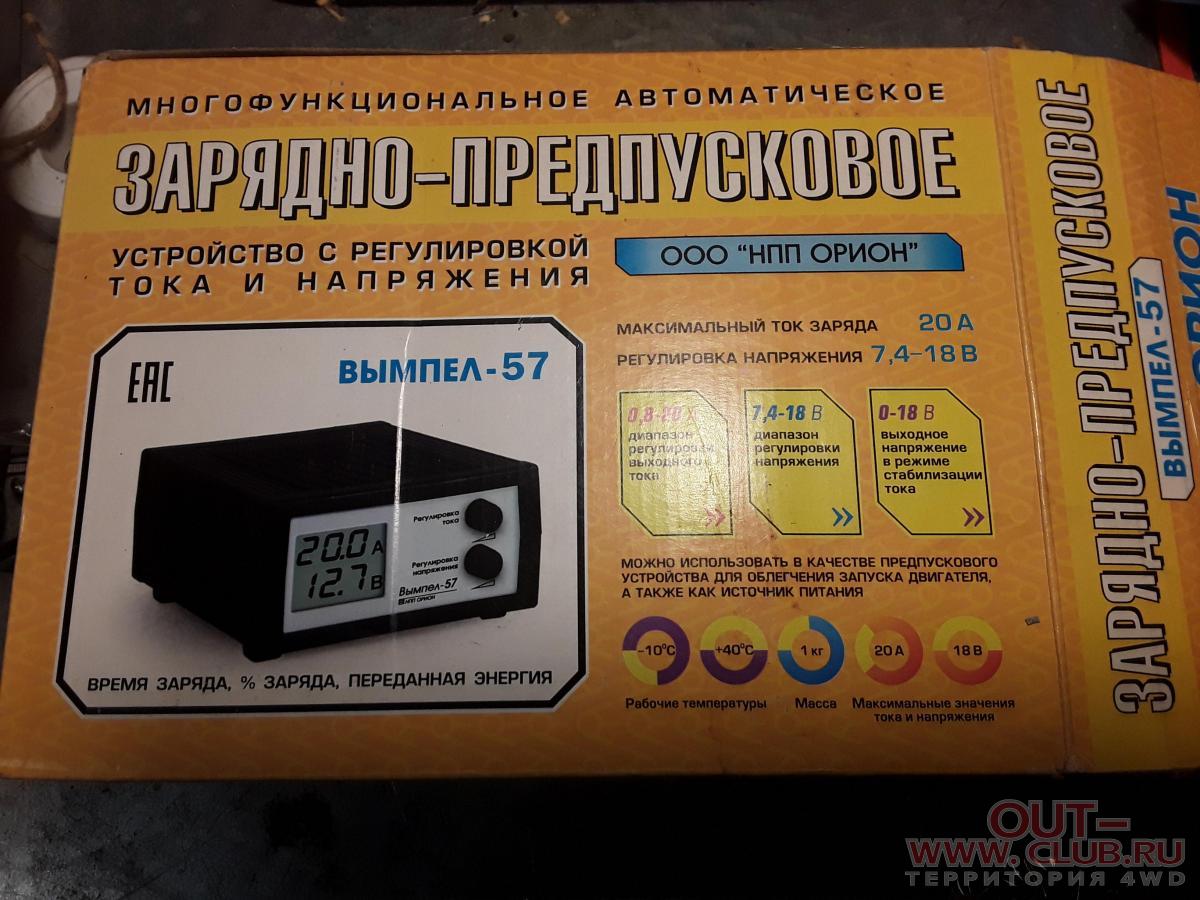 МНОГОФУНКЦИОНАЛЬНОЕ АВТОМАТИЧЕСКОЕ
ЗАРЯДНО-ПРЕДПУСКОВОЕ
УСТРОЙСТВО С РЕГУЛИРОВКОЙ
ТОКА И НАПРЯЖЕНИЯ
ООО "НПП ОРИОН"
МАКСИМАЛЬНЫЙ ТОК ЗАРЯДА 20 А
РЕГУЛИРОВКА НАПРЯЖЕНИЯ 7,4-18 В
EAC
ВЫМПЕЛ-57
20.0 А
12.7 В
Регулировка
тока
Регулировка
напряжения
Вымпел-57
НПП ОРИОН
ВРЕМЯ ЗАРЯДА, % ЗАРЯДА, ПЕРЕДАННАЯ ЭНЕРГИЯ
диапазон
регулировки
выходного
тока
7,4-18 В
диапазон
регулировки
напряжения
0-18 В
выходное
напряжение
в режиме
стабилизации
тока
МОЖНО ИСПОЛЬЗОВАТЬ В КАЧЕСТВЕ ПРЕДПУСКОВОГО
УСТРОЙСТВА ДЛЯ ОБЛЕГЧЕНИЯ ЗАПУСКА ДВИГАТЕЛЯ,
А ТАКЖЕ КАК ИСТОЧНИК ПИТАНИЯ
-10°С
+40°С
1 кг
20 А
18 В
Рабочие температуры
Масса
Максимальные значения
тока и напряжения
ЗАРЯДНО-ПРЕДПУСКОВОЕ
ВЫМПЕЛ-57
ОРИОН
OUT-
WWW.CLUB.RU
ТЕРРИТОРИЯ 4WD